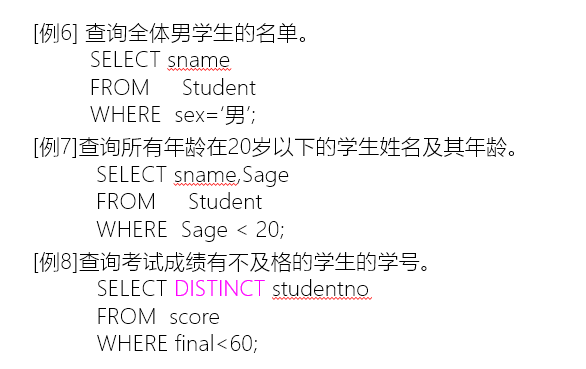 [例6] 查询全体男学生的名单。
SELECT sname
FROM Student
WHERE sex=‘男’;
[例7]查询所有年龄在20岁以下的学生姓名及其年龄。
SELECT sname,Sage
FROM Student
WHERE Sage < 20;
[例8]查询考试成绩有不及格的学生的学号。
SELECT DISTINCT studentno
FROM score
WHERE final<60;